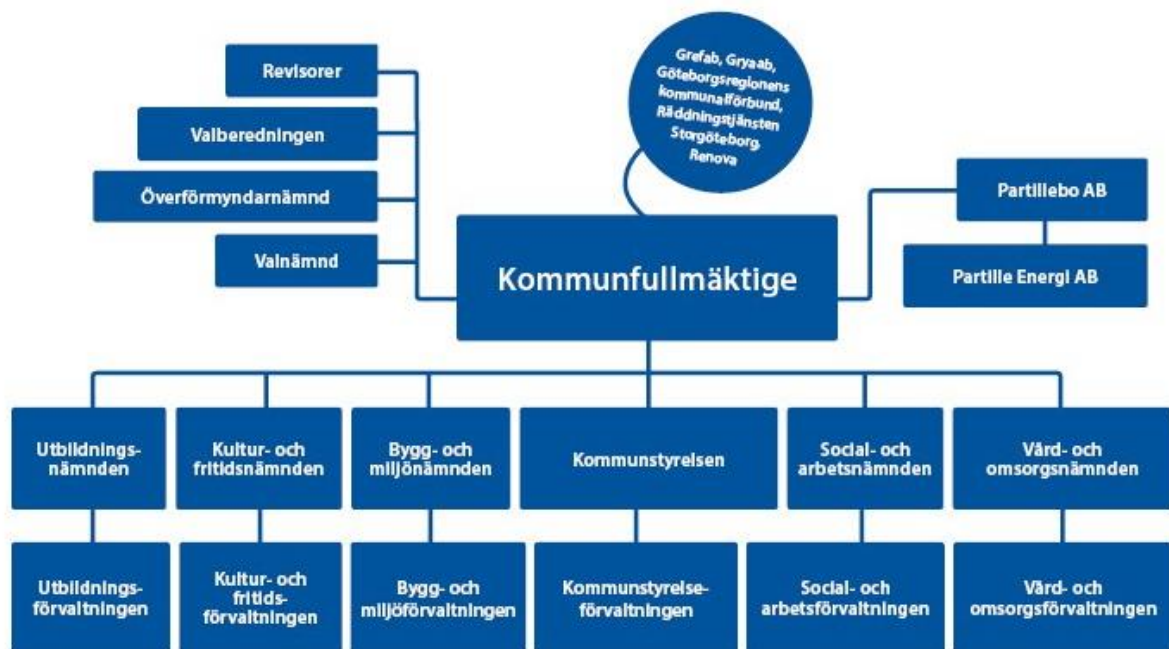 Revisorer
Valberedningen
Överförmyndarnämnd
Valnämnd
Grefab, Gryaab,
Göteborgsregionens
kommunalförbund,
Räddningstjänsten
Storgöteborg,
Renova
Partillebo AB
Partille Energi AB
Kommunfullmäktige
Utbildnings-
nämnden
Kultur- och
fritidsnämnden
Bygg- och
miljönämnden
Kommunstyrelsen
Social- och
arbetsnämnden
Vård- och
omsorgsnämnden
Utbildnings-
förvaltningen
Kultur- och
fritids-
förvaltningen
Bygg- och
miljöförvaltningen
Kommunstyrelse-
förvaltningen
Social- och
arbetsförvaltningen
Vård- och
omsorgsförvaltningen